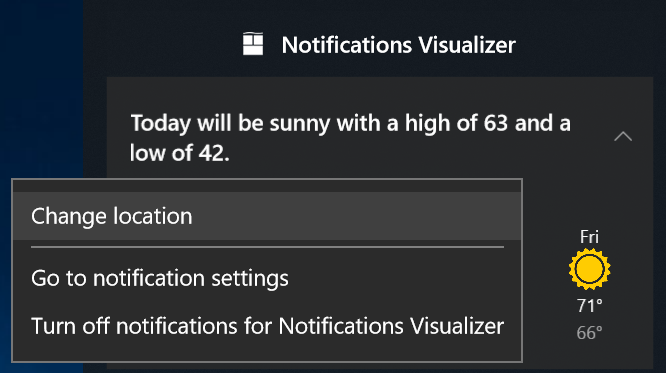 Notifications Visualizer
Today will be sunny with a high of 63 and a
low of 42.
Change location
Go to notification settings
Turn off notifications for Notifications Visualizer
Fri
71°
66°